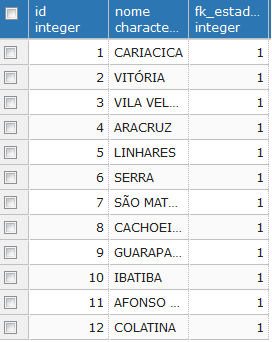 id nome fk_estad...
integer characte... integer
1 CARIACICA 1
2 VITÓRIA 1
3 VILA VEL... 1
4 ARACRUZ 1
5 LINHARES 1
6 SERRA 1
7 SÃO MAT... 1
8 CACHOEI... 1
9 GUARAPA... 1
10 IBATIBA 1
11 AFONSO ... 1
12 COLATINA 1